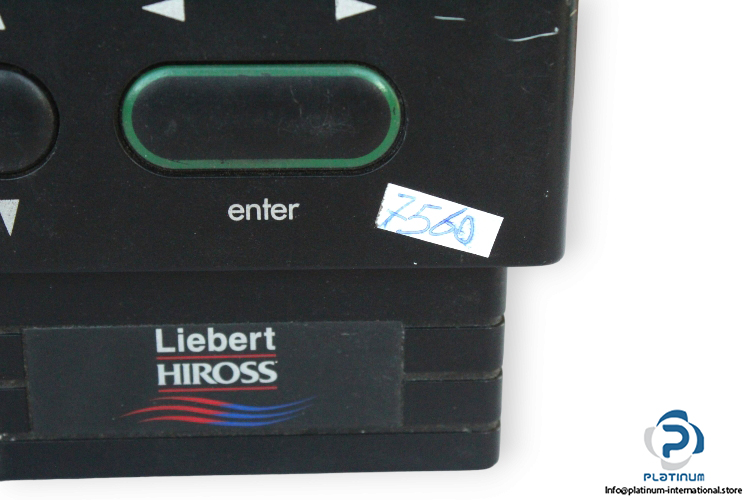 enter
7560
Liebert
HIROSS
PLATINUM
Info@platinum-international.store